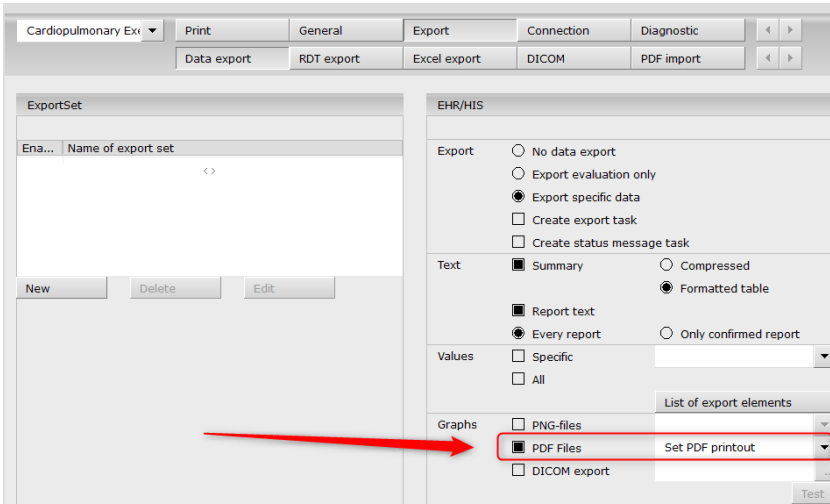 Cardiopulmonary Exe Print General Export Connection Diagnostic
Data export RDT export Excel export DICOM PDF import
ExportSet
Ena... Name of export set
<>
New Delete Edit
EHR/HIS
Export No data export
Export evaluation only
Export specific data
Create export task
Create status message task
Text Summary Compressed
Formatted table
Report text
Every report Only confirmed report
Values Specific
All
List of export elements
Graphs PNG-files
PDF Files Set PDF printout
DICOM export ..
Test